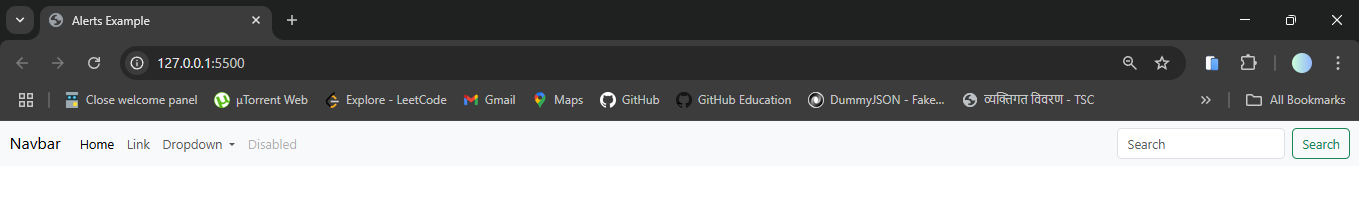 Alerts Example
127.0.0.1:5500
Close welcome panel µTorrent Web Explore - LeetCode Gmail Maps GitHub GitHub Education DummyJSON - Fake... व्यक्तिगत विवरण - TSC All Bookmarks
Navbar Home Link Dropdown Disabled Search Search